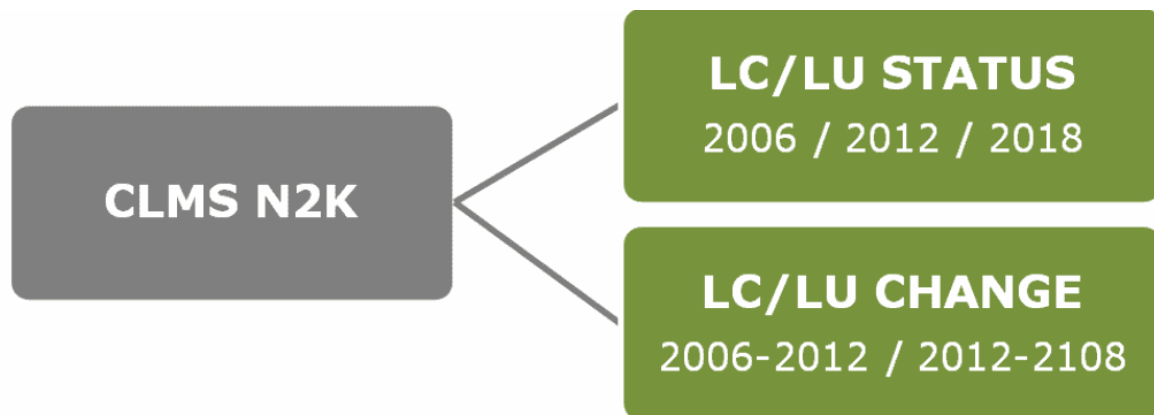 CLMS N2K
LC/LU STATUS
2006 / 2012 / 2018
LC/LU CHANGE
2006-2012 / 2012-2108